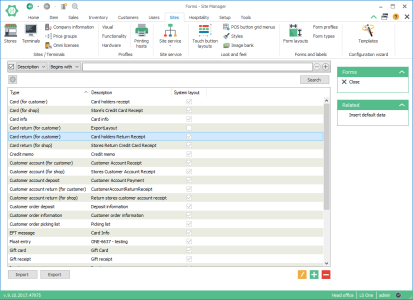 Forms - Site Manager
Home Item Sales Inventory Customers Users Sites Hospitality Setup Tools
Stores
Terminals
Company information
Price groups
Omni licenses
Sites / Terminals
Visual
Functionality
Hardware
Profiles
Printing hosts
Site service
Site service
Touch button layouts
POS button grid menus
Styles
Image bank
Look and feel
Form layouts
Form profiles
Form types
Forms and labels
Templates
Configuration wizard
Description Begins with
Search
Type Description System layout
Card (for customer) Card holders receipt
Card (for shop) Store's Credit Card Receipt
Card info Card info
Card return (for customer) ExportLayout
Card return (for customer) Card holders Return Receipt
Card return (for shop) Stores Return Credit Card Receipt
Credit memo Credit memo
Customer account (for customer) Customer Account Receipt
Customer account (for shop) Stores Customer Account Receipt
Customer account deposit Customer Account Payment
Customer account return (for customer) CustomerAccountReturnReceipt
Customer account return (for shop) Return stores customer account receipt
Customer order deposit Deposit information
Customer order information Customer order information
Customer order picking list Picking list
EFT message Card Info
Float entry ONE-6637 - testing
Gift card Gift Card
Gift receipt Gift receipt
Import Export
Forms
Close
Related
Insert default data
v. 9.10.2017. 47975
Head office LS One admin